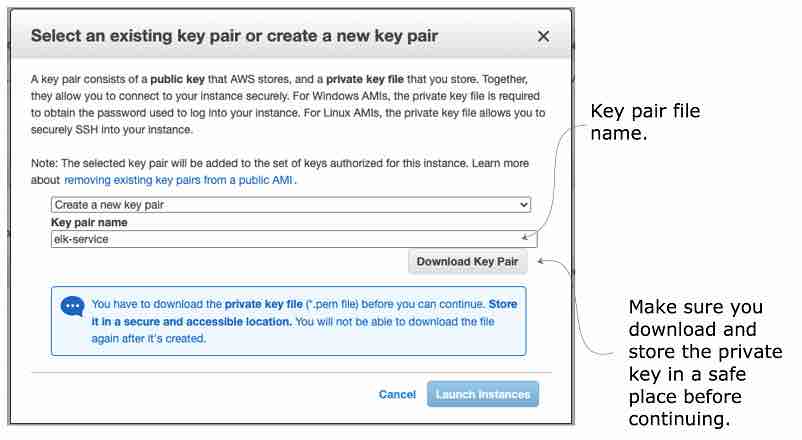 Select an existing key pair or create a new key pair
A key pair consists of a public key that AWS stores, and a private key file that you store. Together,
they allow you to connect to your instance securely. For Windows AMIs, the private key file is required
to obtain the password used to log into your instance. For Linux AMIs, the private key file allows you to
securely SSH into your instance.
Note: The selected key pair will be added to the set of keys authorized for this instance. Learn more
about removing existing key pairs from a public AMI.
Create a new key pair
Key pair name
elk-service
Download Key Pair
You have to download the private key file (*.pem file) before you can continue. Store
it in a secure and accessible location. You will not be able to download the file
again after it's created.
Cancel
Launch Instances
Key pair file
name.
Make sure you
download and
store the private
key in a safe
place before
continuing.